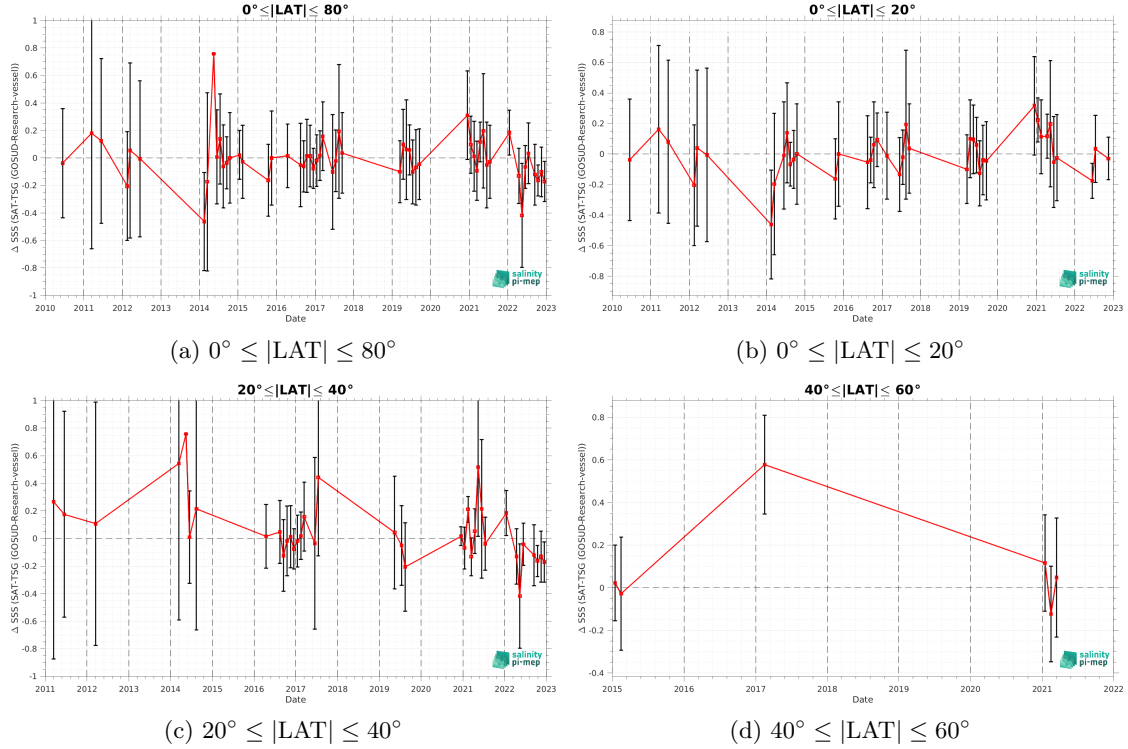 0°≤|LAT|≤ 80°
Δ SSS (SAT-TSG (GOSUD-Research-vessel))
1
0.8
0.6
0.4
0.2
0
-0.2
-0.4
-0.6
-0.8
-1
2010 2011 2012 2013 2014 2015 2016 2017 2018 2019 2020 2021 2022 2023
Date
salinity
pi-mep
(a) 0° ≤ |LAT| ≤ 80°
0°≤|LAT|≤ 20°
Δ SSS (SAT-TSG (GOSUD-Research-vessel))
0.8
0.6
0.4
0.2
0
-0.2
-0.4
-0.6
-0.8
2010 2011 2012 2013 2014 2015 2016 2017 2018 2019 2020 2021 2022 2023
Date
salinity
pi-mep
(b) 0° ≤ |LAT| ≤ 20°
20°≤|LAT|≤ 40°
Δ SSS (SAT-TSG (GOSUD-Research-vessel))
1
0.8
0.6
0.4
0.2
0
-0.2
-0.4
-0.6
-0.8
-1
2011 2012 2013 2014 2015 2016 2017 2018 2019 2020 2021 2022 2023
Date
salinity
pi-mep
(c) 20° ≤ |LAT| ≤ 40°
40°≤|LAT|≤ 60°
Δ SSS (SAT-TSG (GOSUD-Research-vessel))
0.8
0.6
0.4
0.2
0
-0.2
-0.4
2015 2016 2017 2018 2019 2020 2021 2022
Date
salinity
pi-mep
(d) 40° ≤ |LAT| ≤ 60°